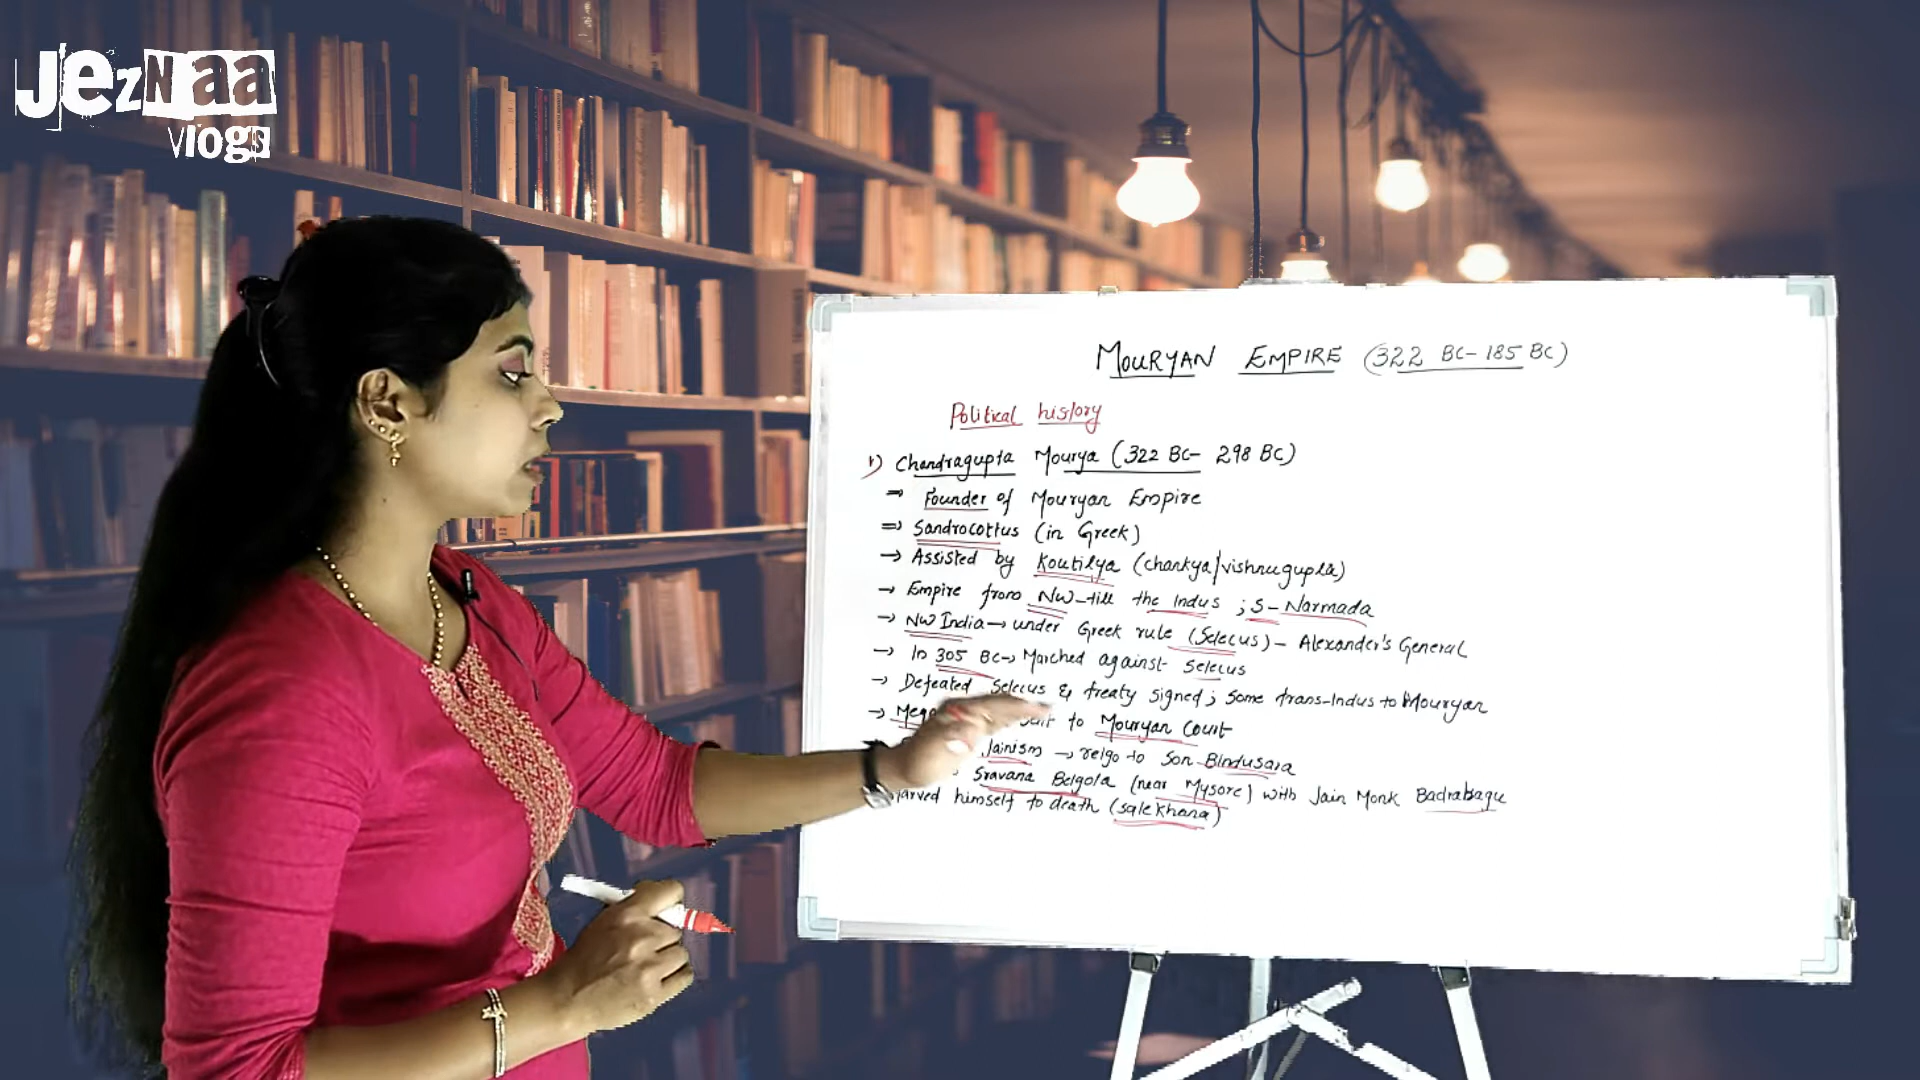 JezNaa
vlogs
MOURYAN EMPIRE (322 BC-185 BC)
Political history
1) Chandragupta Mourya (322 BC- 298 BC)
⇒ Founder of Mouryan Empire
⇒ Sandrocottus (in Greek)
→ Assisted by Koutilya (chankya/vishnugupta)
→ Empire from NW-till the Indus ; S-Narmada
→ NW India→under Greek rule (Selecus)- Alexander's General
→ In 305 BC→ Marched against Selecus
→ Defeated Selecus & treaty signed; Some trans-Indus to Mouryan
→ to Mouryan Court
Jainism → to Son Bindusara
Sravana Belgola (near Mysore) with Jain Monk Badrabagu
himself to death (salekhana)